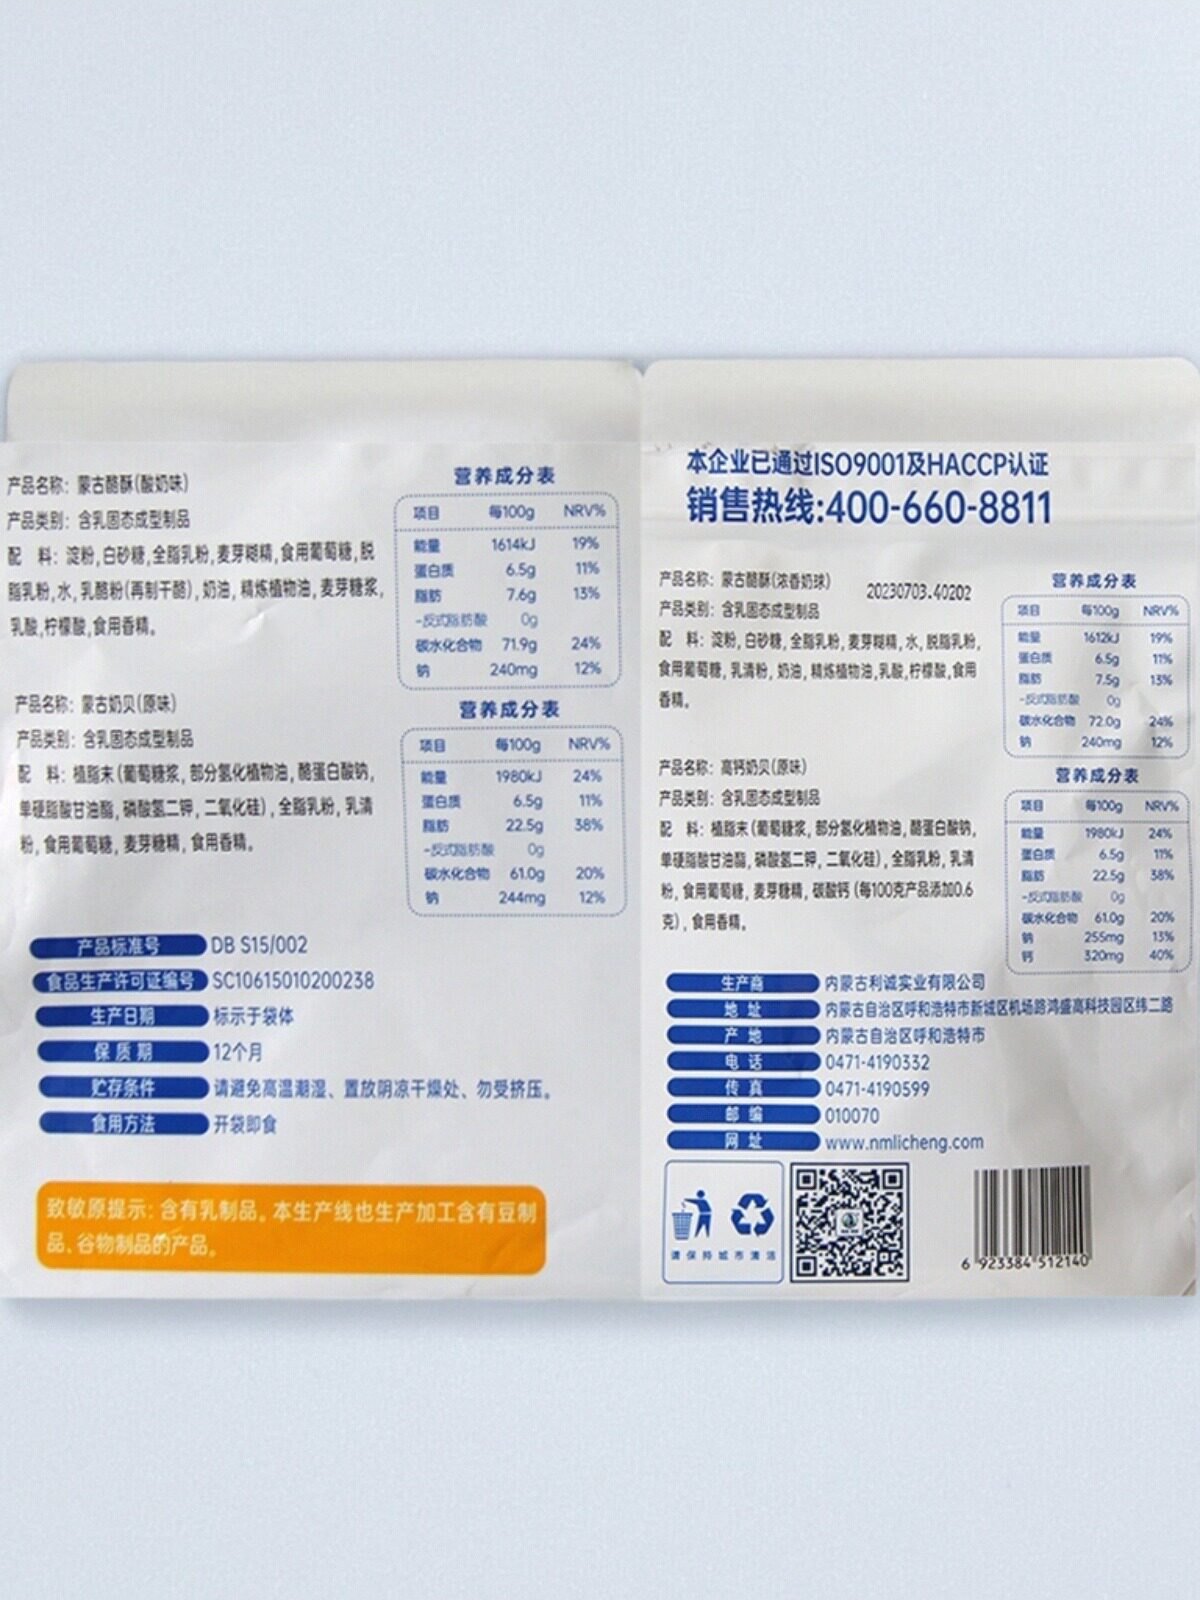 产品名称：蒙古酪酥(酸奶味)
产品类别：含乳固态成型制品
配 料：淀粉,白砂糖,全脂乳粉,麦芽糊精,食用葡萄糖,脱
脂乳粉,水,乳酪粉(再制干酪),奶油,精炼植物油,麦芽糖浆,
乳酸,柠檬酸,食用香精。
营养成分表
项目 每100g NRV%
能量 1614kJ 19%
蛋白质 6.5g 11%
脂肪 7.6g 13%
-反式脂肪酸 0g
碳水化合物 71.9g 24%
钠 240mg 12%
产品名称：蒙古奶贝(原味)
产品类别：含乳固态成型制品
配 料：植脂末(葡萄糖浆,部分氢化植物油,酪蛋白酸钠,
单硬脂酸甘油酯,磷酸氢二钾,二氧化硅),全脂乳粉,乳清
粉,食用葡萄糖,麦芽糖精,食用香精。
营养成分表
项目 每100g NRV%
能量 1980kJ 24%
蛋白质 6.5g 11%
脂肪 22.5g 38%
-反式脂肪酸 0g
碳水化合物 61.0g 20%
钠 244mg 12%
产品标准号 DB S15/002
食品生产许可证编号 SC10615010200238
生产日期 标示于袋体
保质期 12个月
贮存条件 请避免高温潮湿、置放阴凉干燥处、勿受挤压。
食用方法 开袋即食
致敏原提示：含有乳制品。本生产线也生产加工含有豆制
品、谷物制品的产品。
本企业已通过ISO9001及HACCP认证
销售热线:400-660-8811
产品名称：蒙古酪酥(浓香奶球) 20230703.40202
产品类别：含乳固态成型制品
配 料：淀粉,白砂糖,全脂乳粉,麦芽糊精,水,脱脂乳粉,
食用葡萄糖,乳清粉,奶油,精炼植物油,乳酸,柠檬酸,食用
香精。
营养成分表
项目 每100g NRV%
能量 1612kJ 19%
蛋白质 6.5g 11%
脂肪 7.5g 13%
-反式脂肪酸 0g
碳水化合物 72.0g 24%
钠 240mg 12%
产品名称：高钙奶贝(原味)
产品类别：含乳固态成型制品
配 料：植脂末(葡萄糖浆,部分氢化植物油,酪蛋白酸钠,
单硬脂酸甘油酯,磷酸氢二钾,二氧化硅),全脂乳粉,乳清
粉,食用葡萄糖,麦芽糖精,碳酸钙(每100克产品添加0.6
克),食用香精。
营养成分表
项目 每100g NRV%
能量 1980kJ 24%
蛋白质 6.5g 11%
脂肪 22.5g 38%
-反式脂肪酸 0g
碳水化合物 61.0g 20%
钠 255mg 13%
钙 320mg 40%
生产商 内蒙古利诚实业有限公司
地址 内蒙古自治区呼和浩特市新城区机场路鸿盛高科技园区纬二路
产地 内蒙古自治区呼和浩特市
电话 0471-4190332
传真 0471-4190599
邮编 010070
网址 www.nmlicheng.com
请保持城市清洁
6 923384 512140